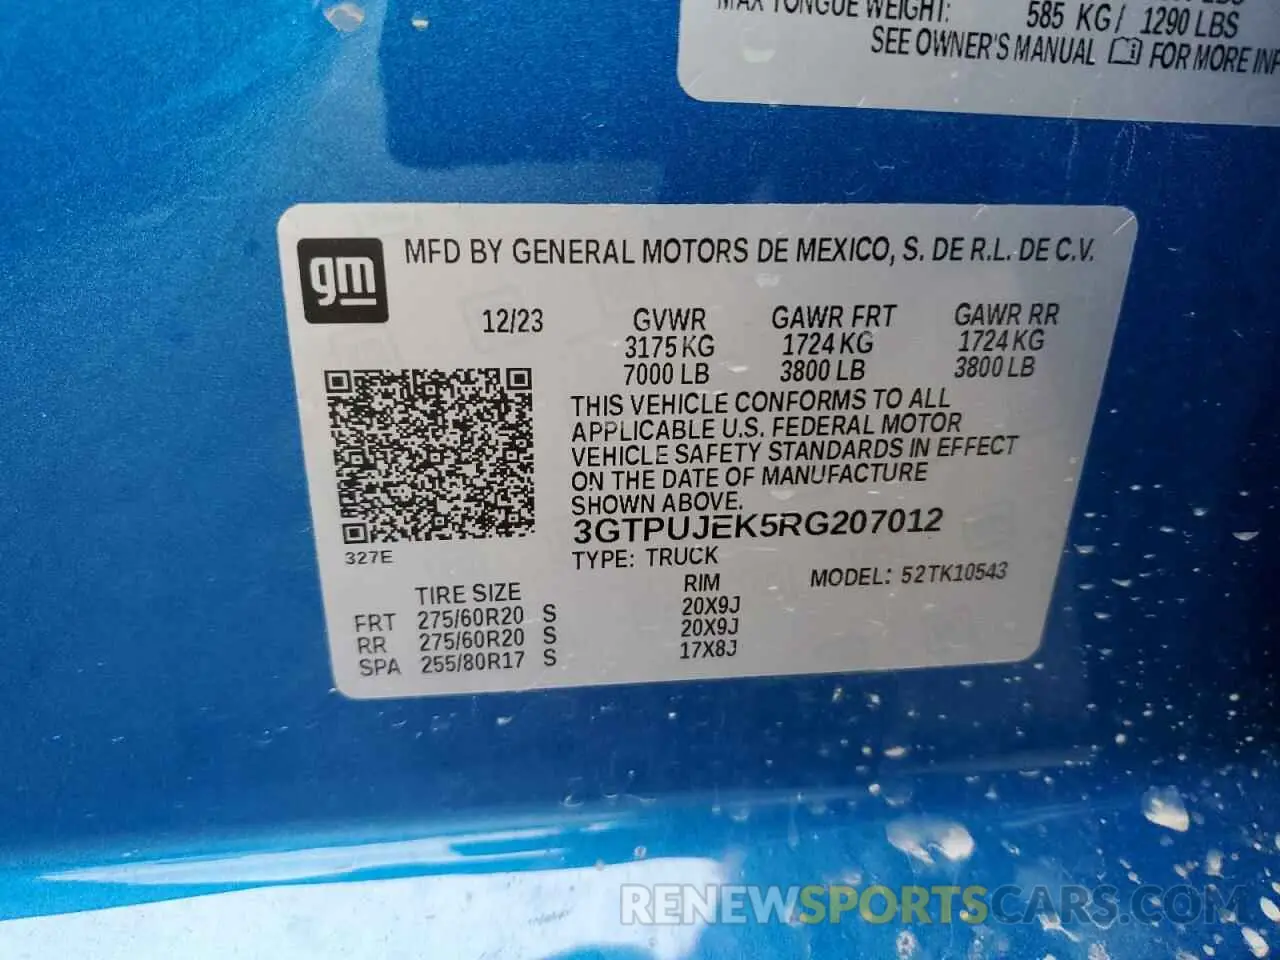 MAX TONGUE WEIGHT: 585 KG/ 1290 LBS
SEE OWNER'S MANUAL FOR MORE INF
gm
MFD BY GENERAL MOTORS DE MEXICO, S. DE R.L. DE C.V.
12/23 GVWR GAWR FRT GAWR RR
3175 KG 1724 KG 1724 KG
7000 LB 3800 LB 3800 LB
THIS VEHICLE CONFORMS TO ALL
APPLICABLE U.S. FEDERAL MOTOR
VEHICLE SAFETY STANDARDS IN EFFECT
ON THE DATE OF MANUFACTURE
SHOWN ABOVE.
3GTPUJEK5RG207012
327E
TYPE: TRUCK
MODEL: 52TK10543
TIRE SIZE RIM
FRT 275/60R20 S 20X9J
RR 275/60R20 S 20X9J
SPA 255/80R17 S 17X8J
RENEWSPORTSCARS.COM